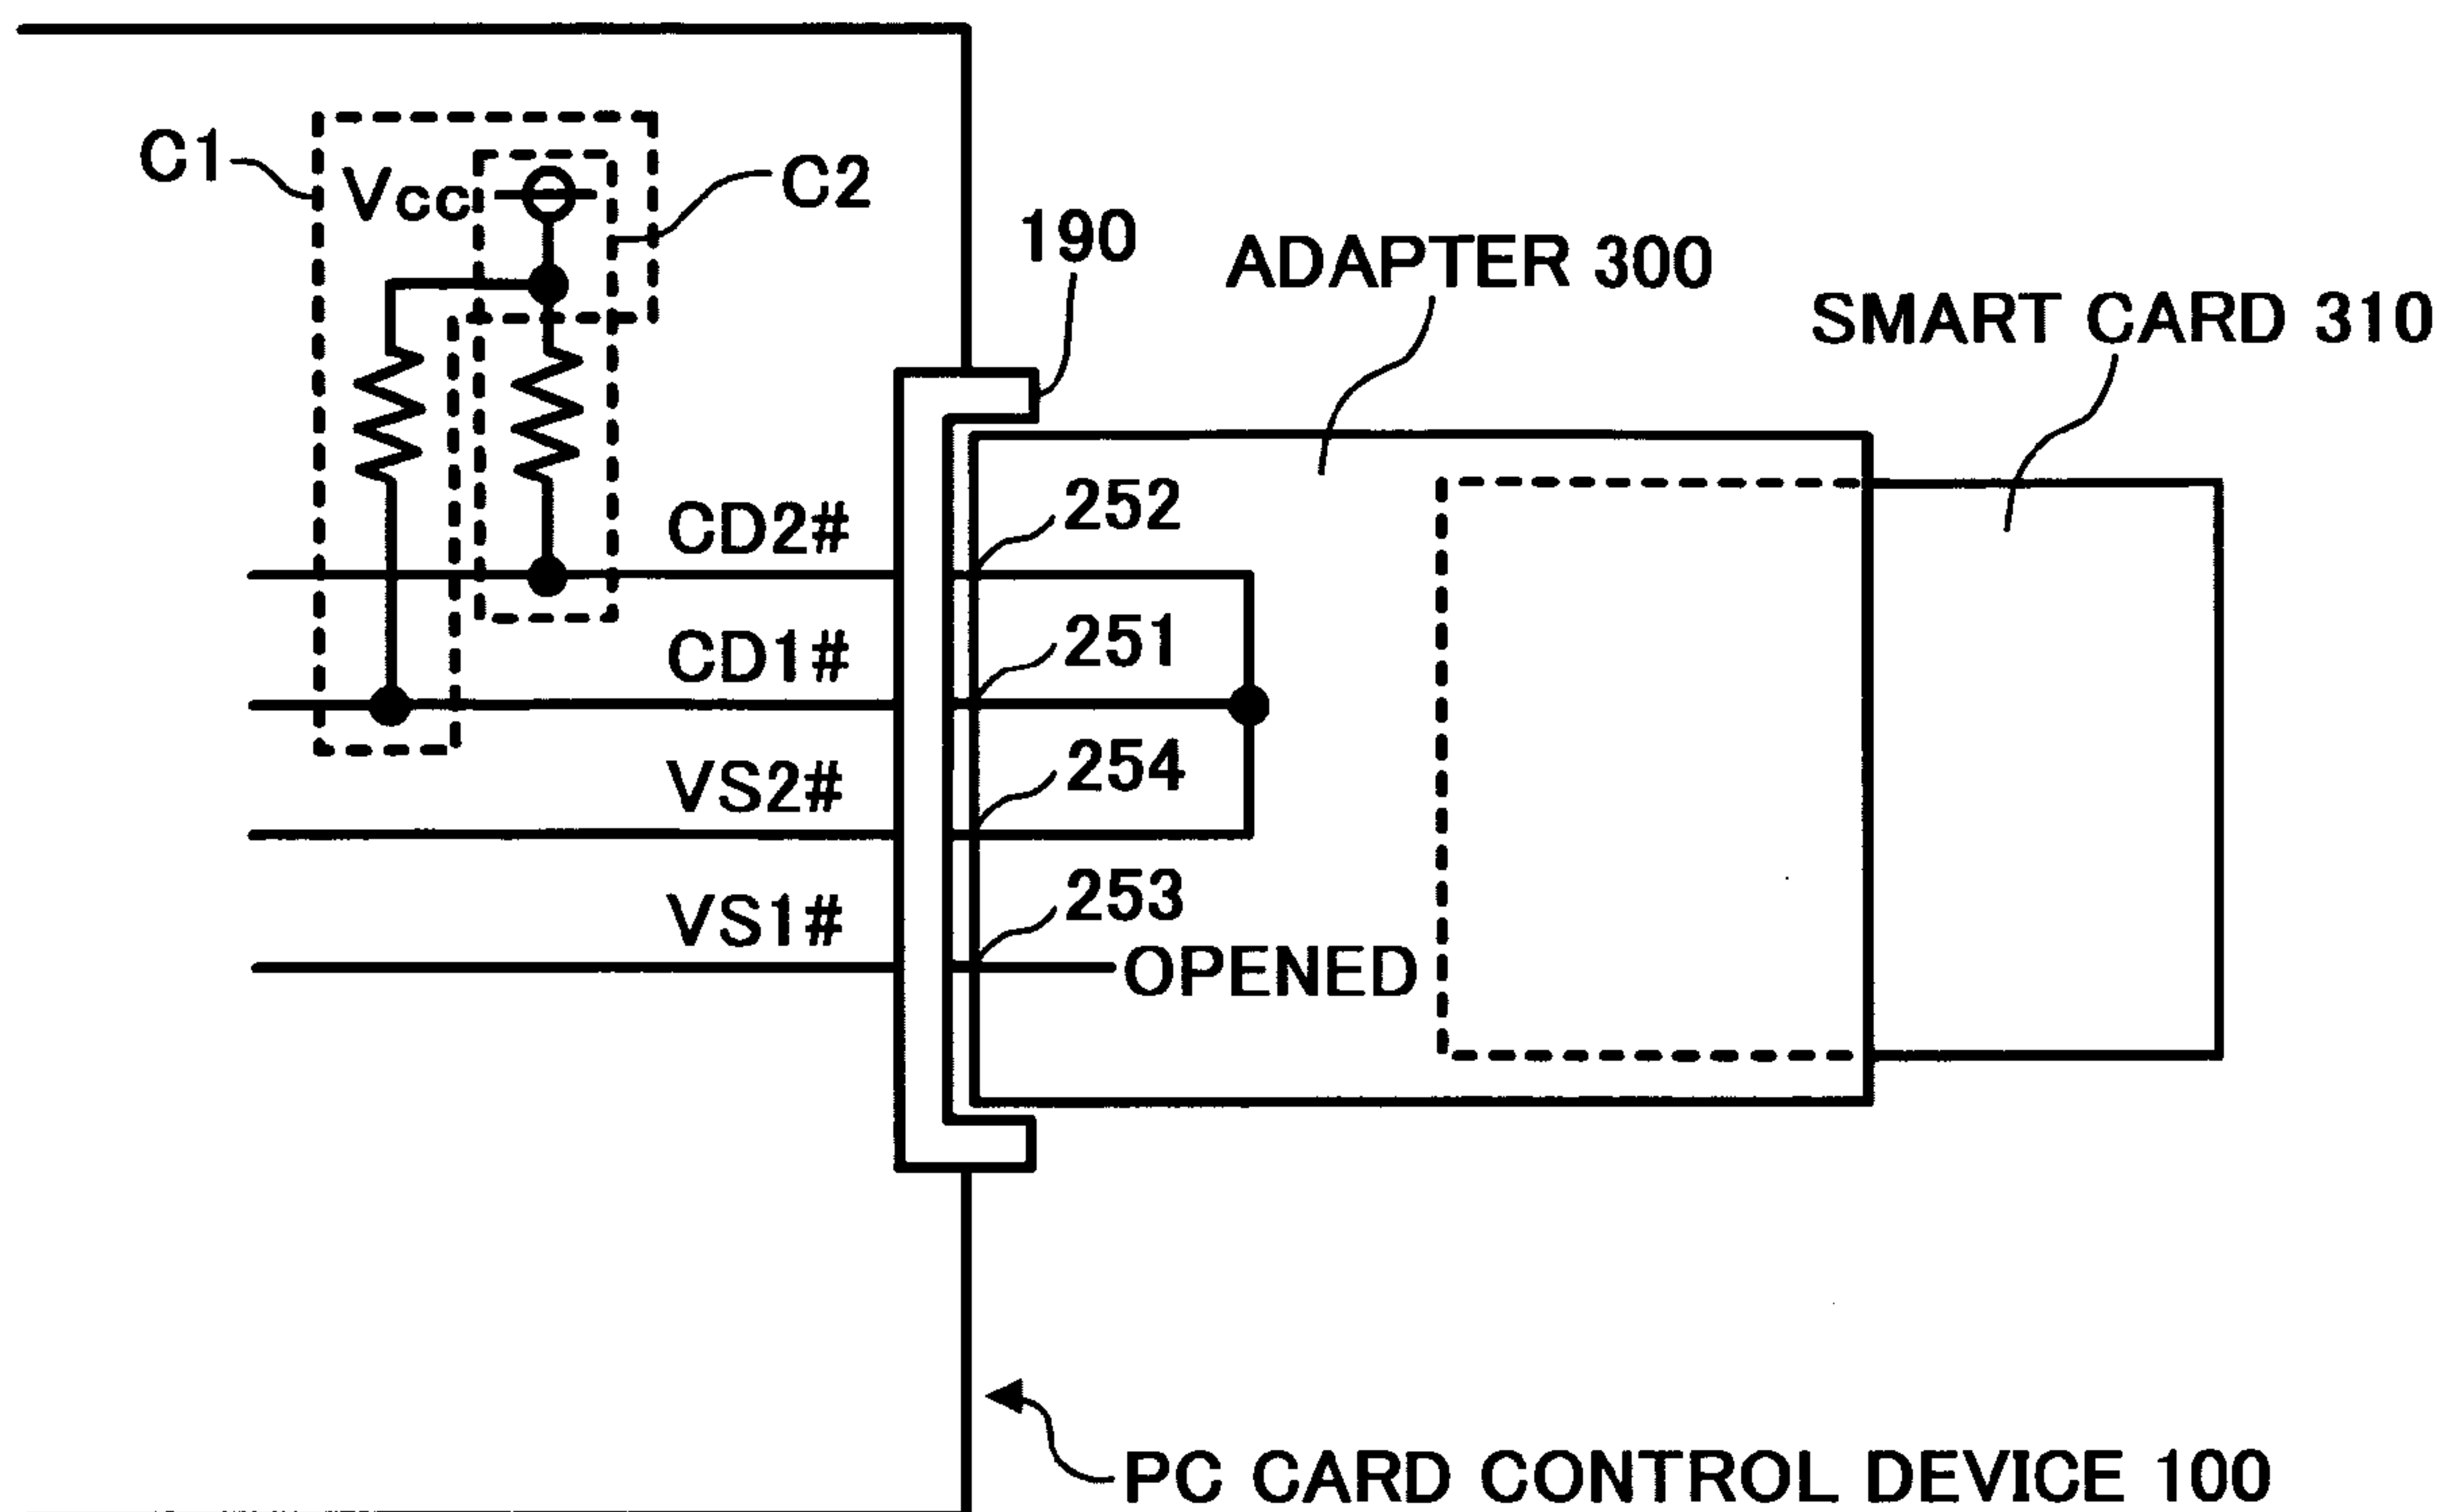 C1
Vcc
C2
190
ADAPTER 300
SMART CARD 310
CD2#
252
CD1#
251
VS2#
254
VS1#
253
OPENED
PC CARD CONTROL DEVICE 100